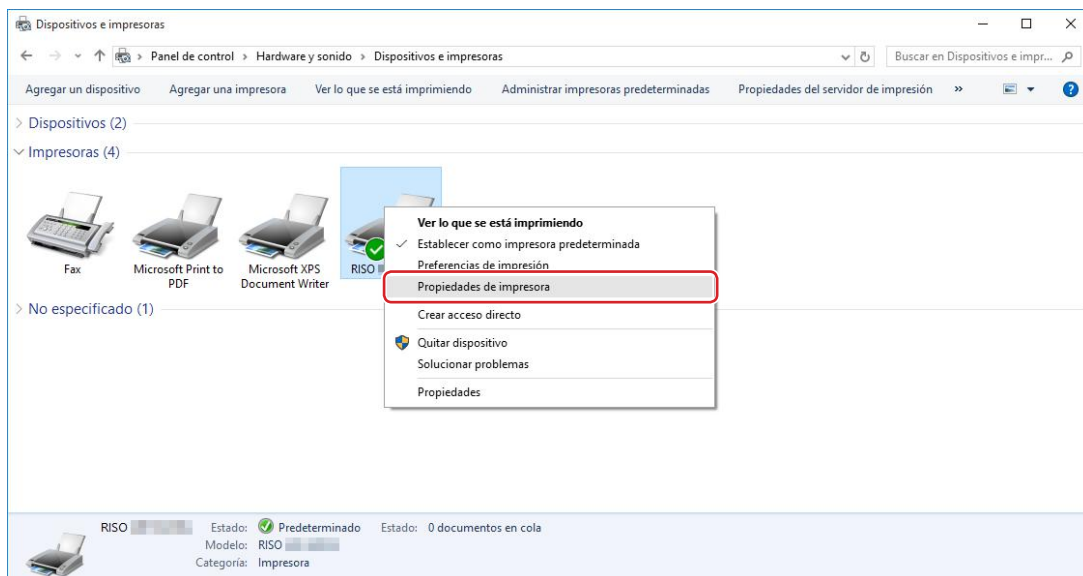 Dispositivos e impresoras
Panel de control > Hardware y sonido > Dispositivos e impresoras
Buscar en Dispositivos e impr...
Agregar un dispositivo Agregar una impresora Ver lo que se está imprimiendo Administrar impresoras predeterminadas Propiedades del servidor de impresión »
Dispositivos (2)
Impresoras (4)
Fax
Microsoft Print to
PDF
Microsoft XPS
Document Writer
RISO
Ver lo que se está imprimiendo
Establecer como impresora predeterminada
Preferencias de impresión
Propiedades de impresora
Crear acceso directo
Quitar dispositivo
Solucionar problemas
Propiedades
No especificado (1)
RISO Estado: Predeterminado Estado: 0 documentos en cola
Modelo: RISO
Categoría: Impresora